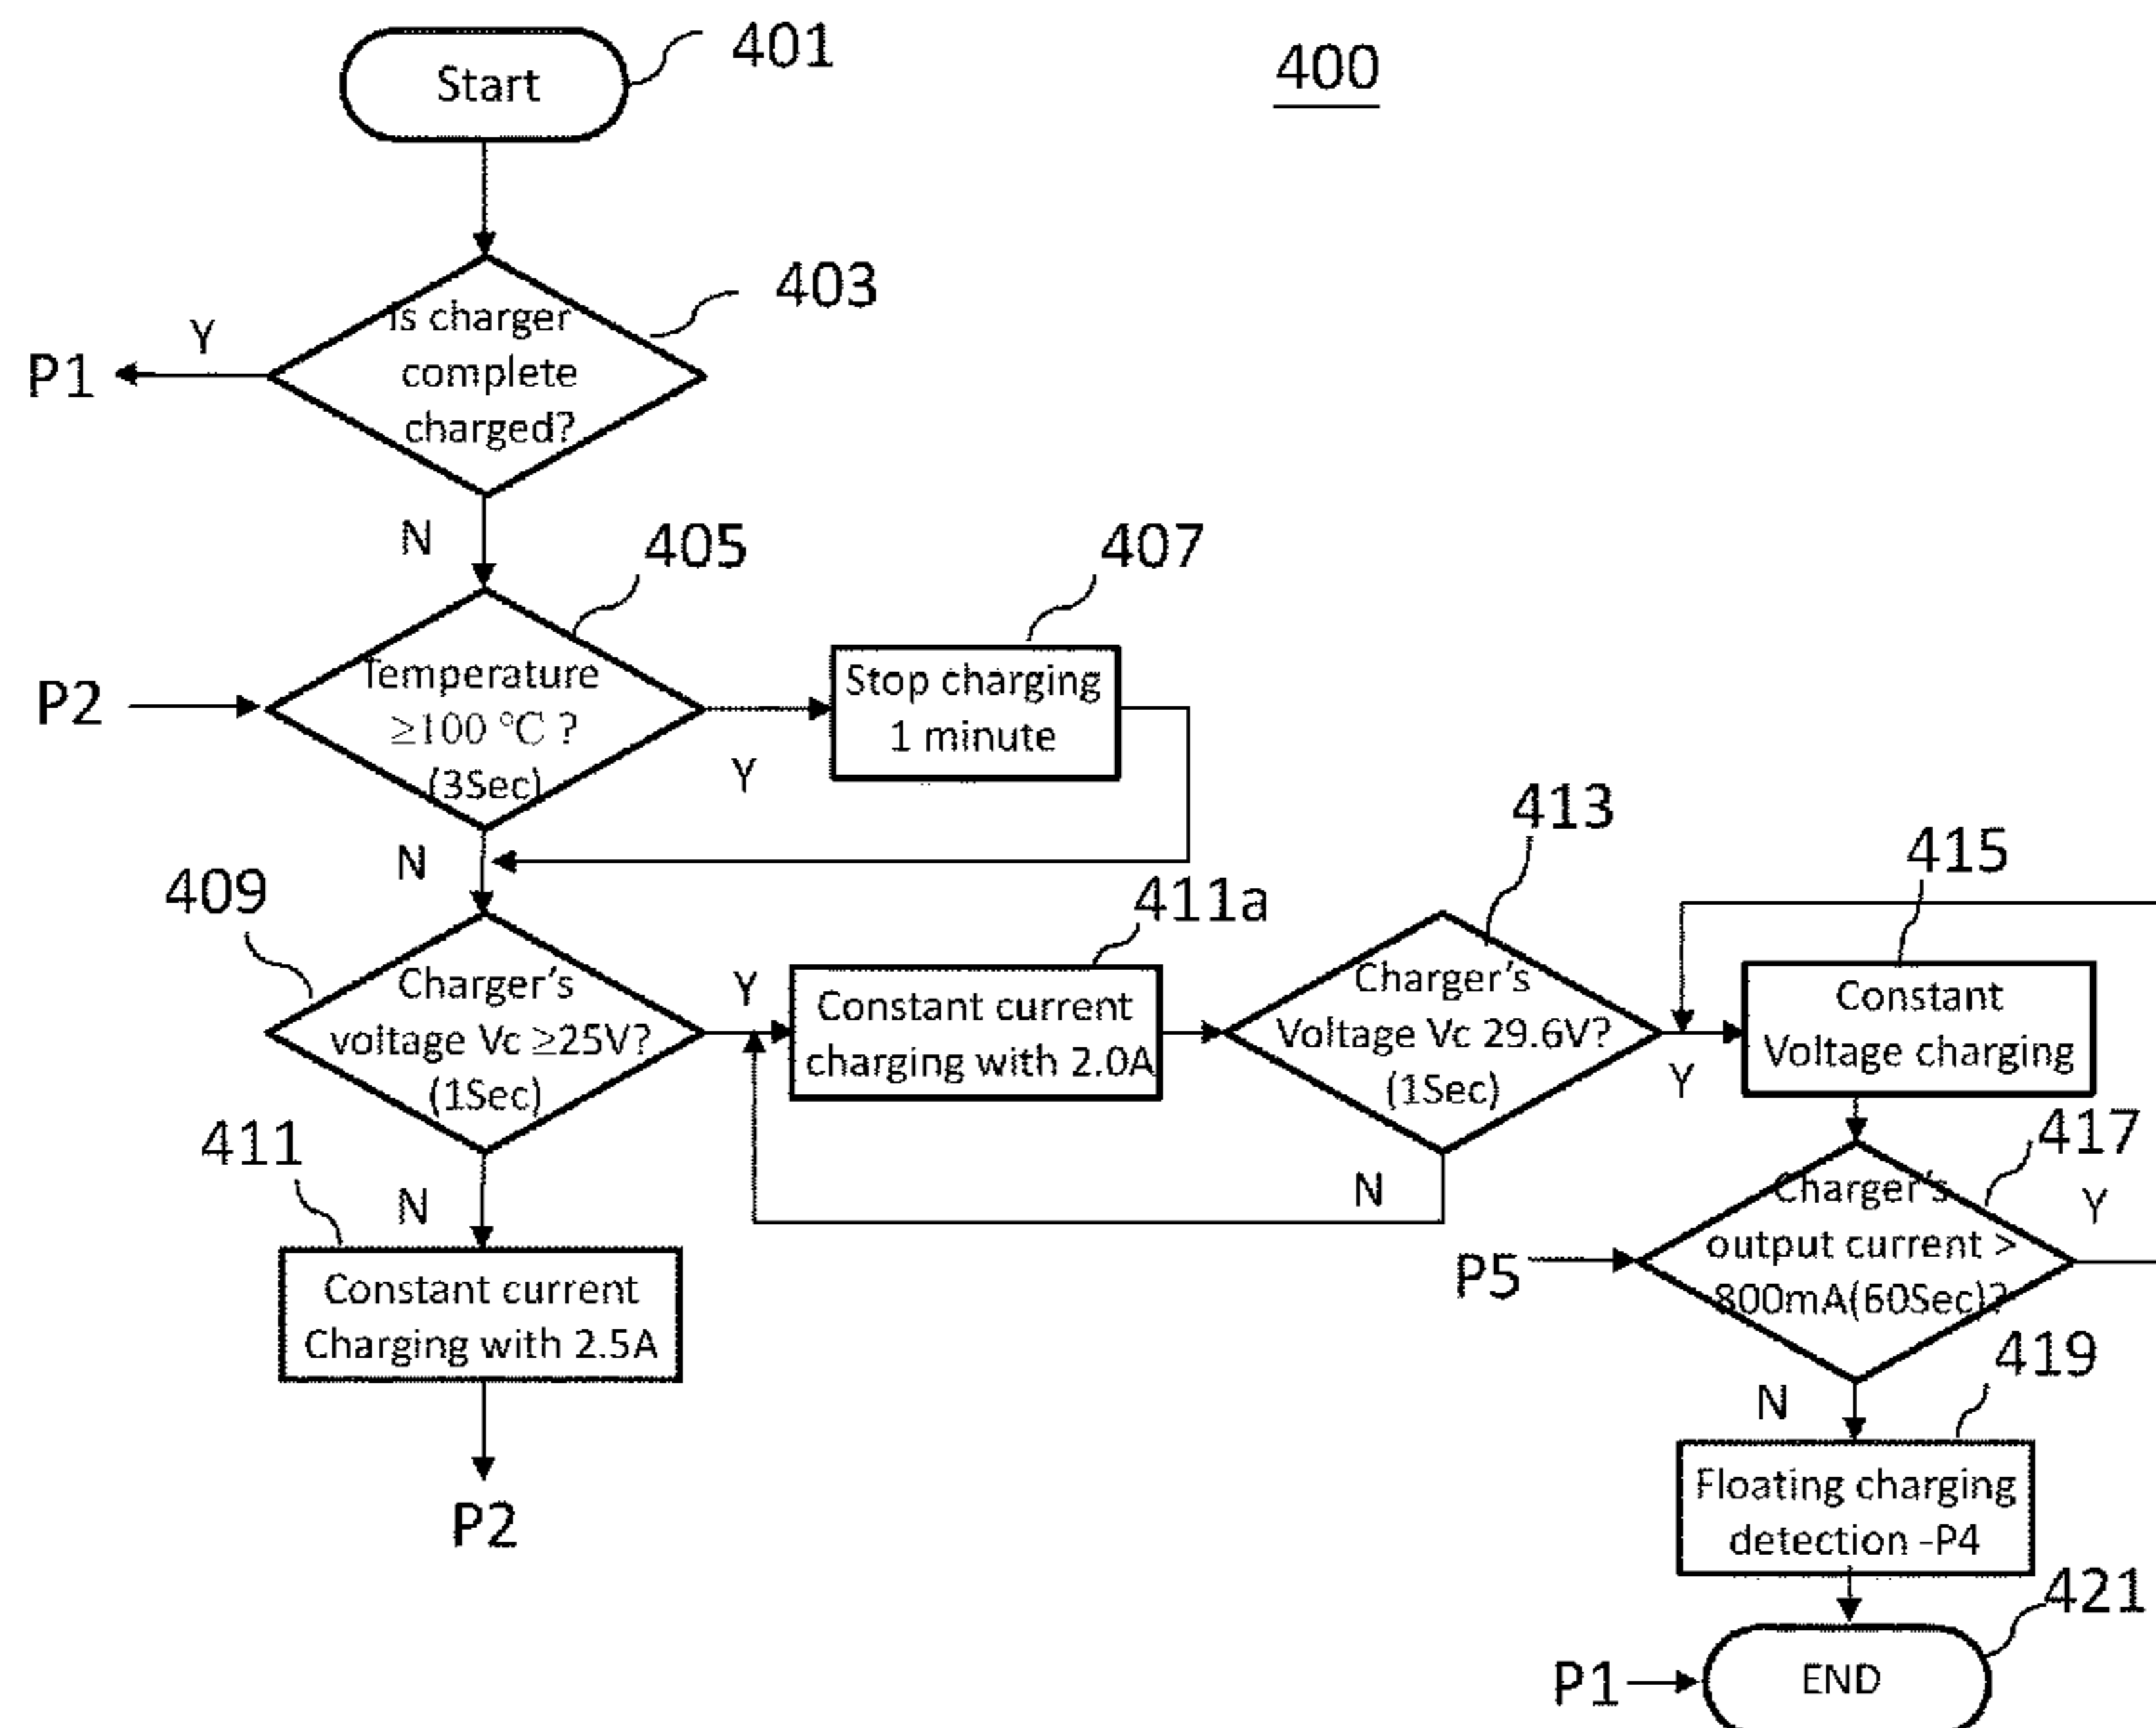 Start
401
400
Is charger
complete
charged?
403
Y
P1
N
405
407
P2
Temperature
≥100 °C ?
(3Sec)
Y
Stop charging
1 minute
N
409
Charger's
voltage Vc ≥25V?
(1Sec)
Y
411a
Constant current
charging with 2.0A
413
Charger's
Voltage Vc 29.6V?
(1Sec)
Y
N
415
Constant
Voltage charging
411
N
Constant current
Charging with 2.5A
P2
417
Charger's
output current >
800mA(60Sec)?
Y
P5
N
419
Floating charging
detection -P4
421
P1
END